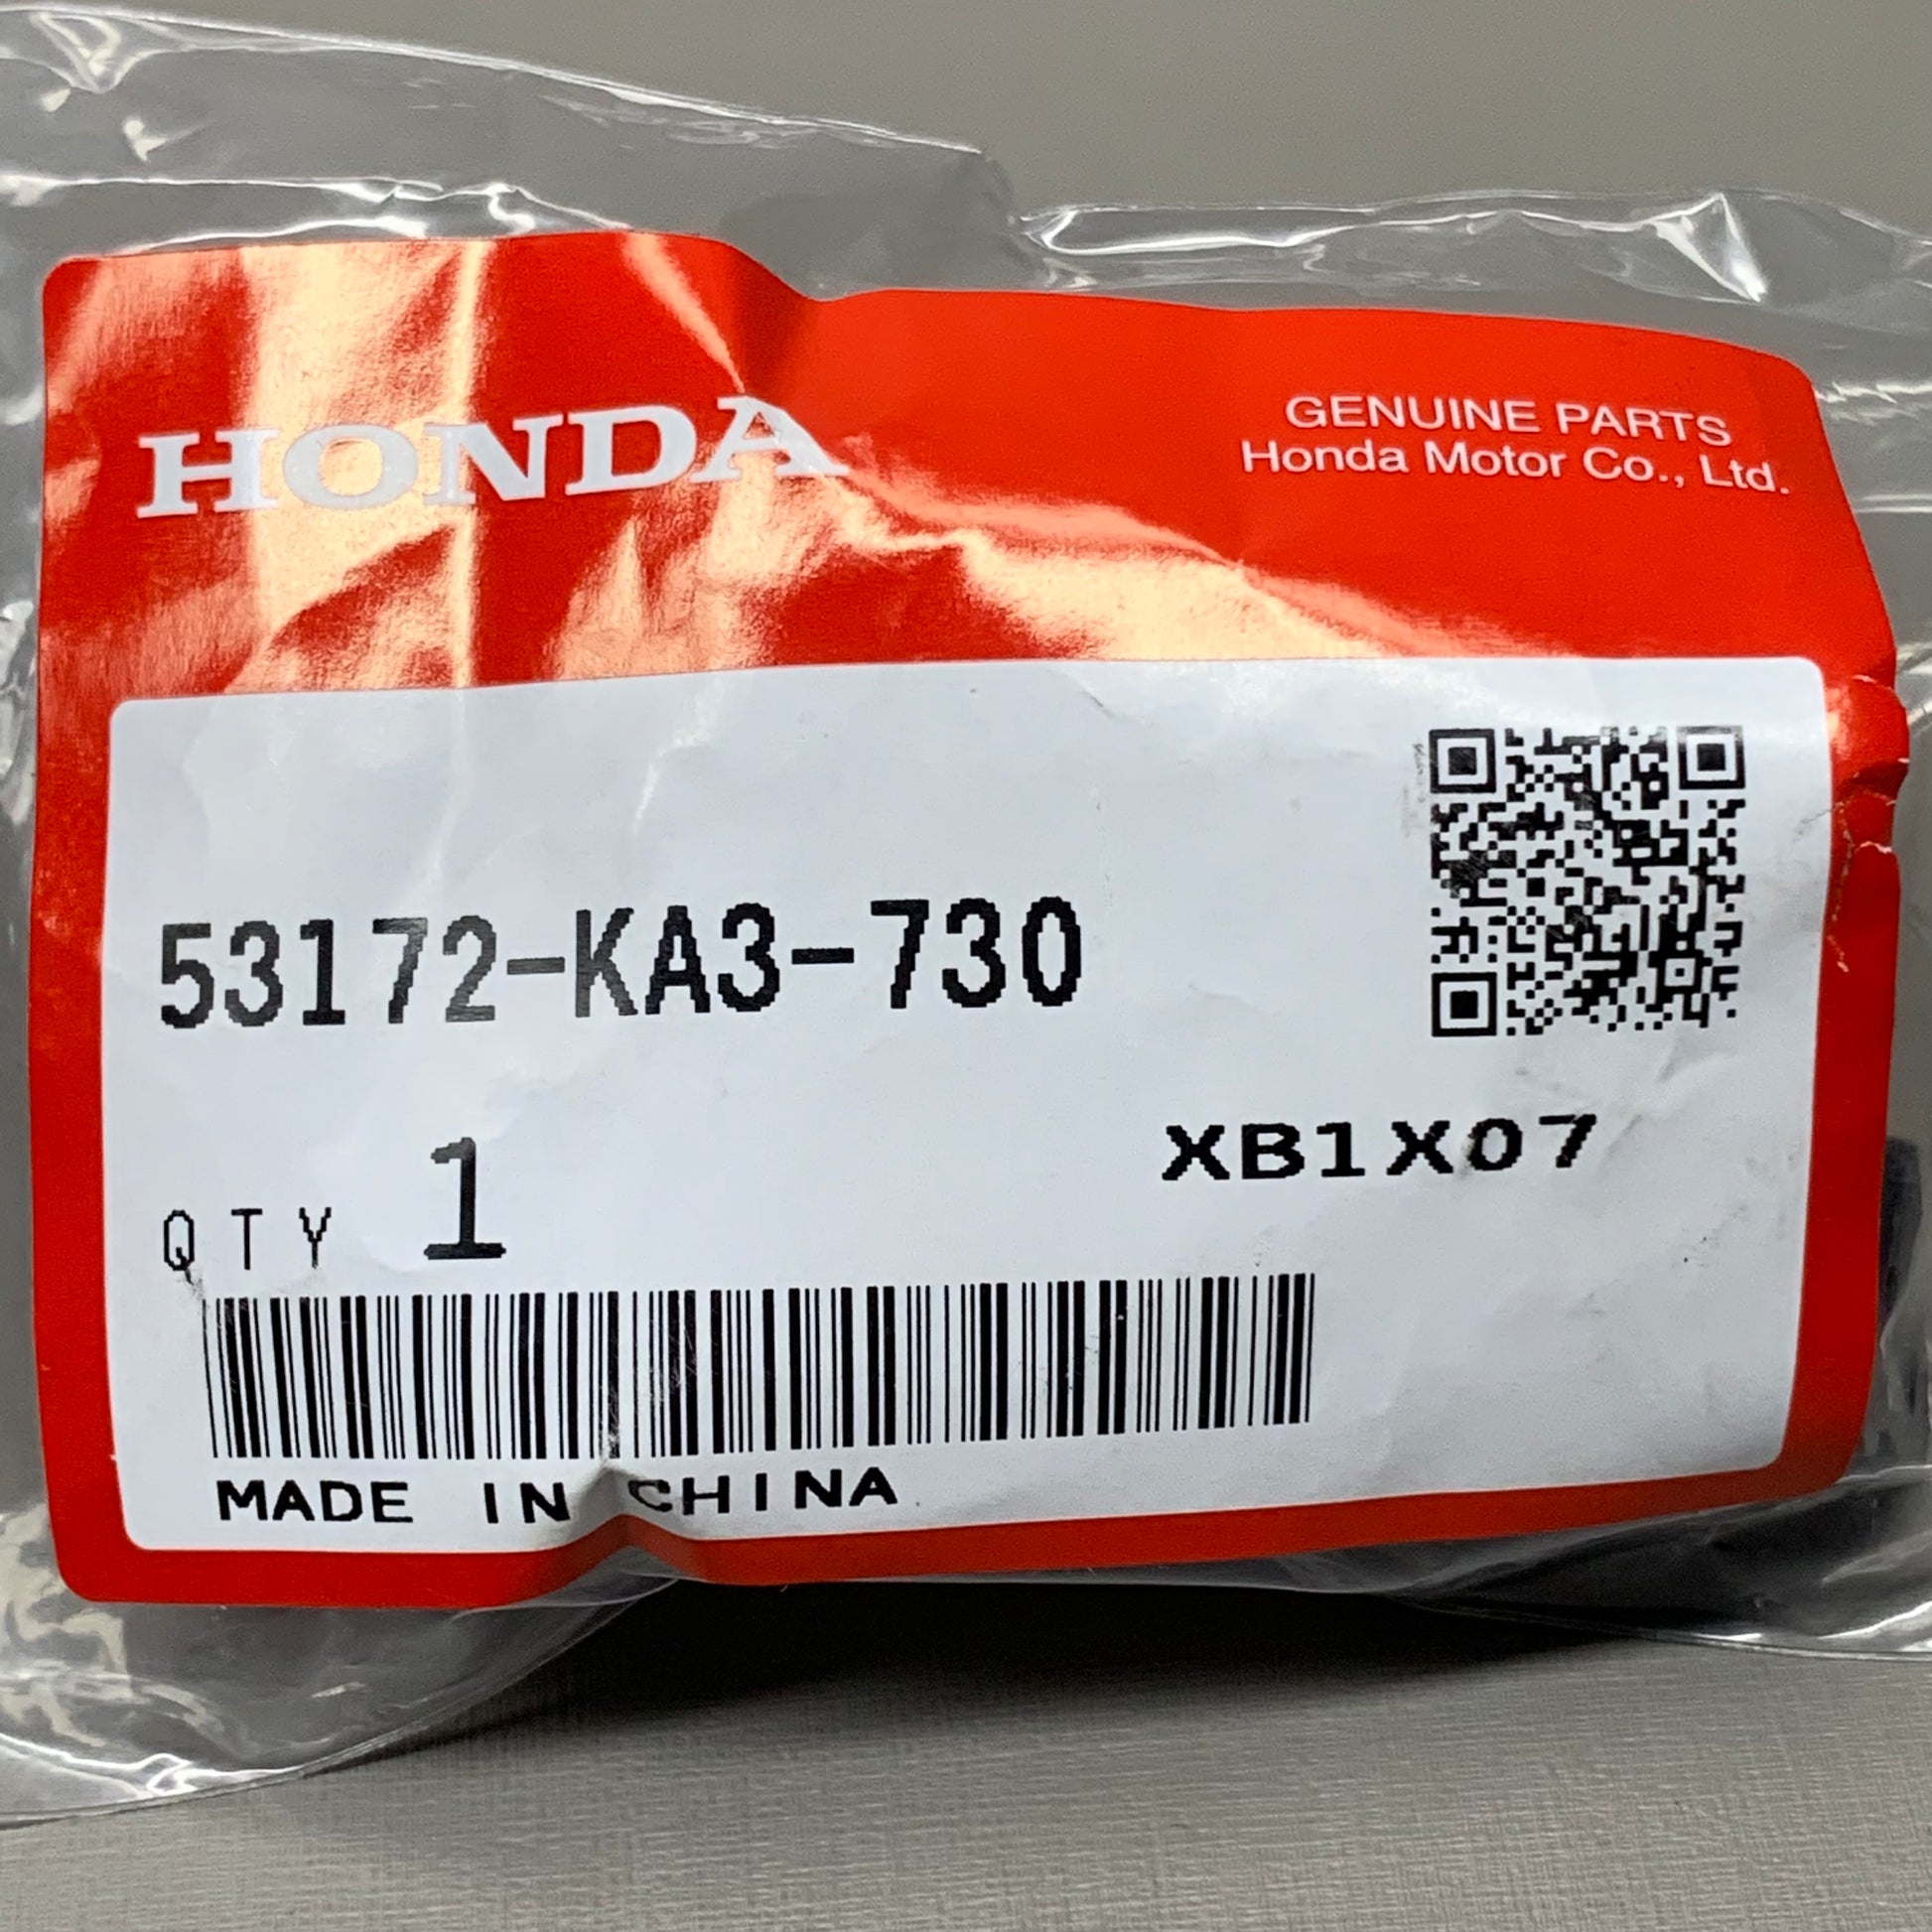 HONDA
GENUINE PARTS
Honda Motor Co., Ltd.
53172-KA3-730
XB1X07
QTY 1
MADE IN CHINA